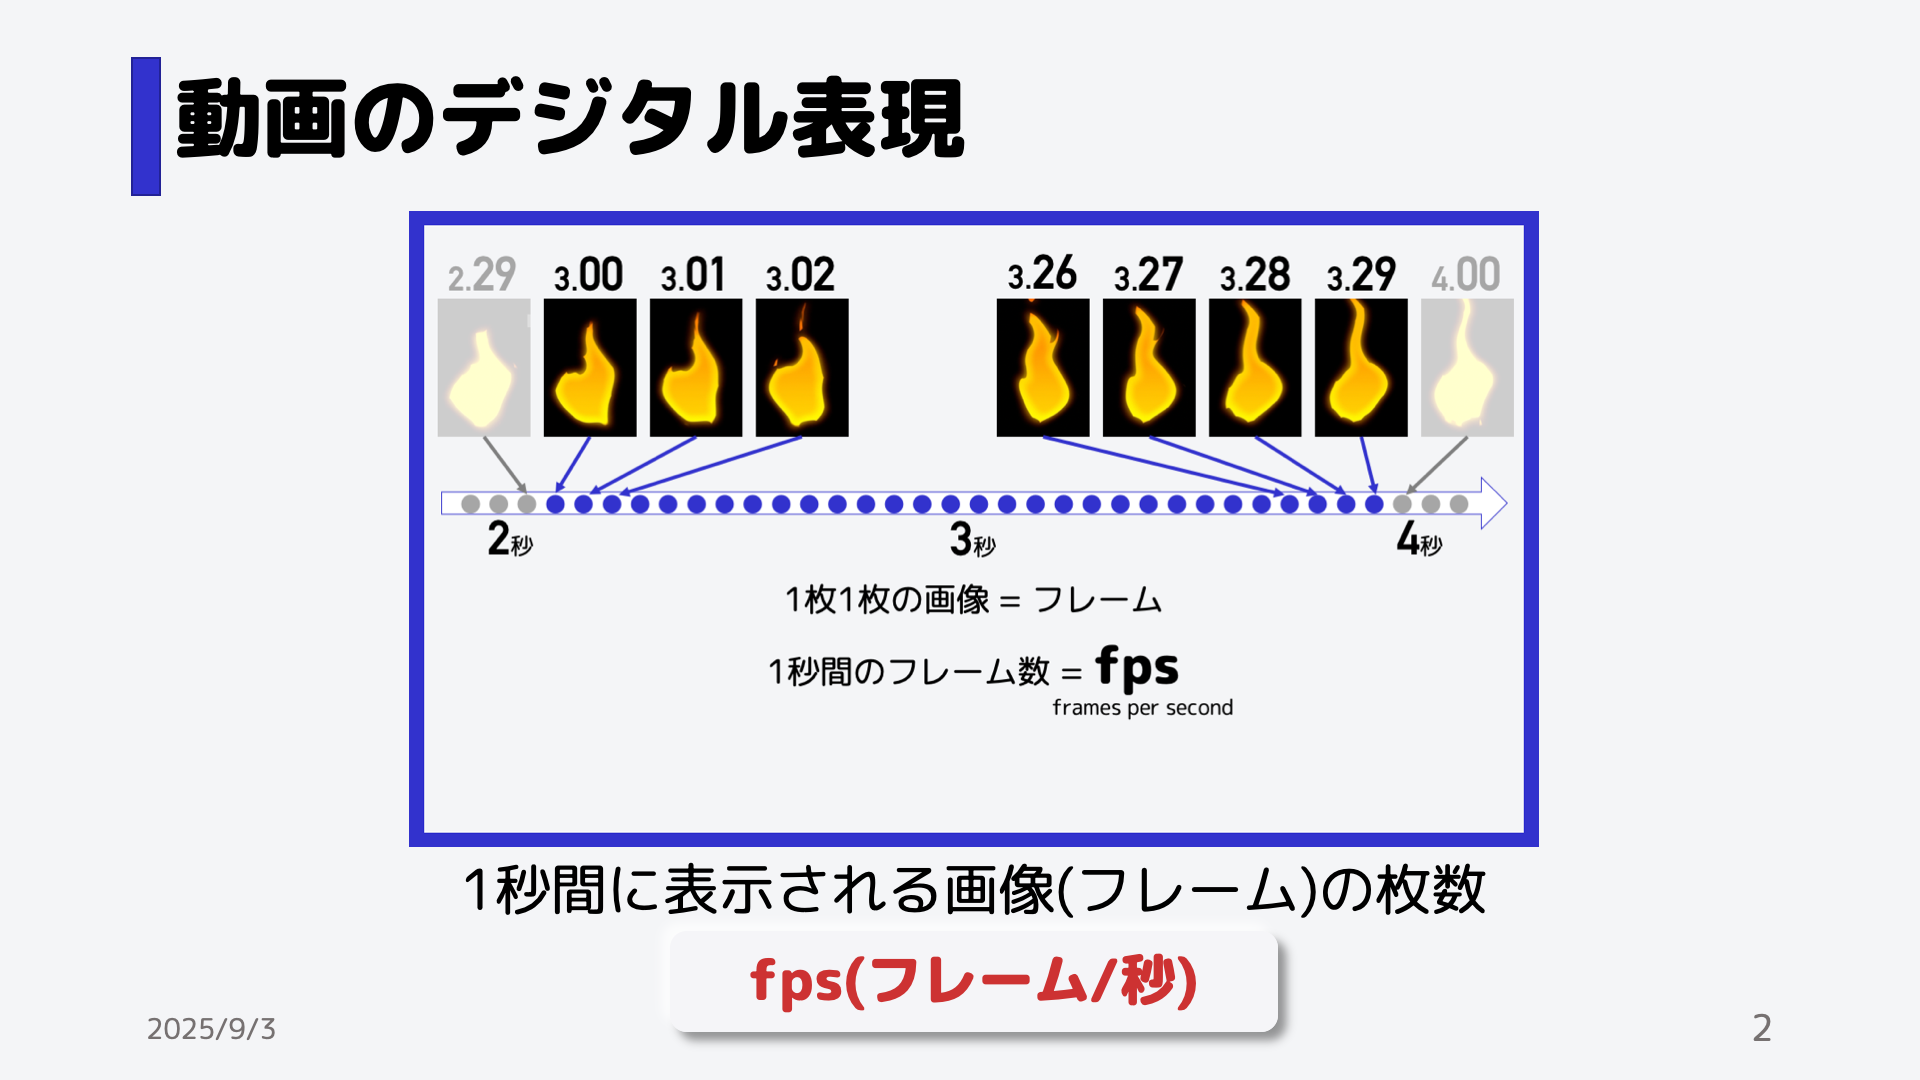 動画のデジタル表現
2.29 3.00 3.01 3.02 3.26 3.27 3.28 3.29 4.00
2秒 3秒 4秒
1枚1枚の画像 = フレーム
1秒間のフレーム数 = fps
frames per second
1秒間に表示される画像(フレーム)の枚数
fps(フレーム/秒)
2025/9/3
2